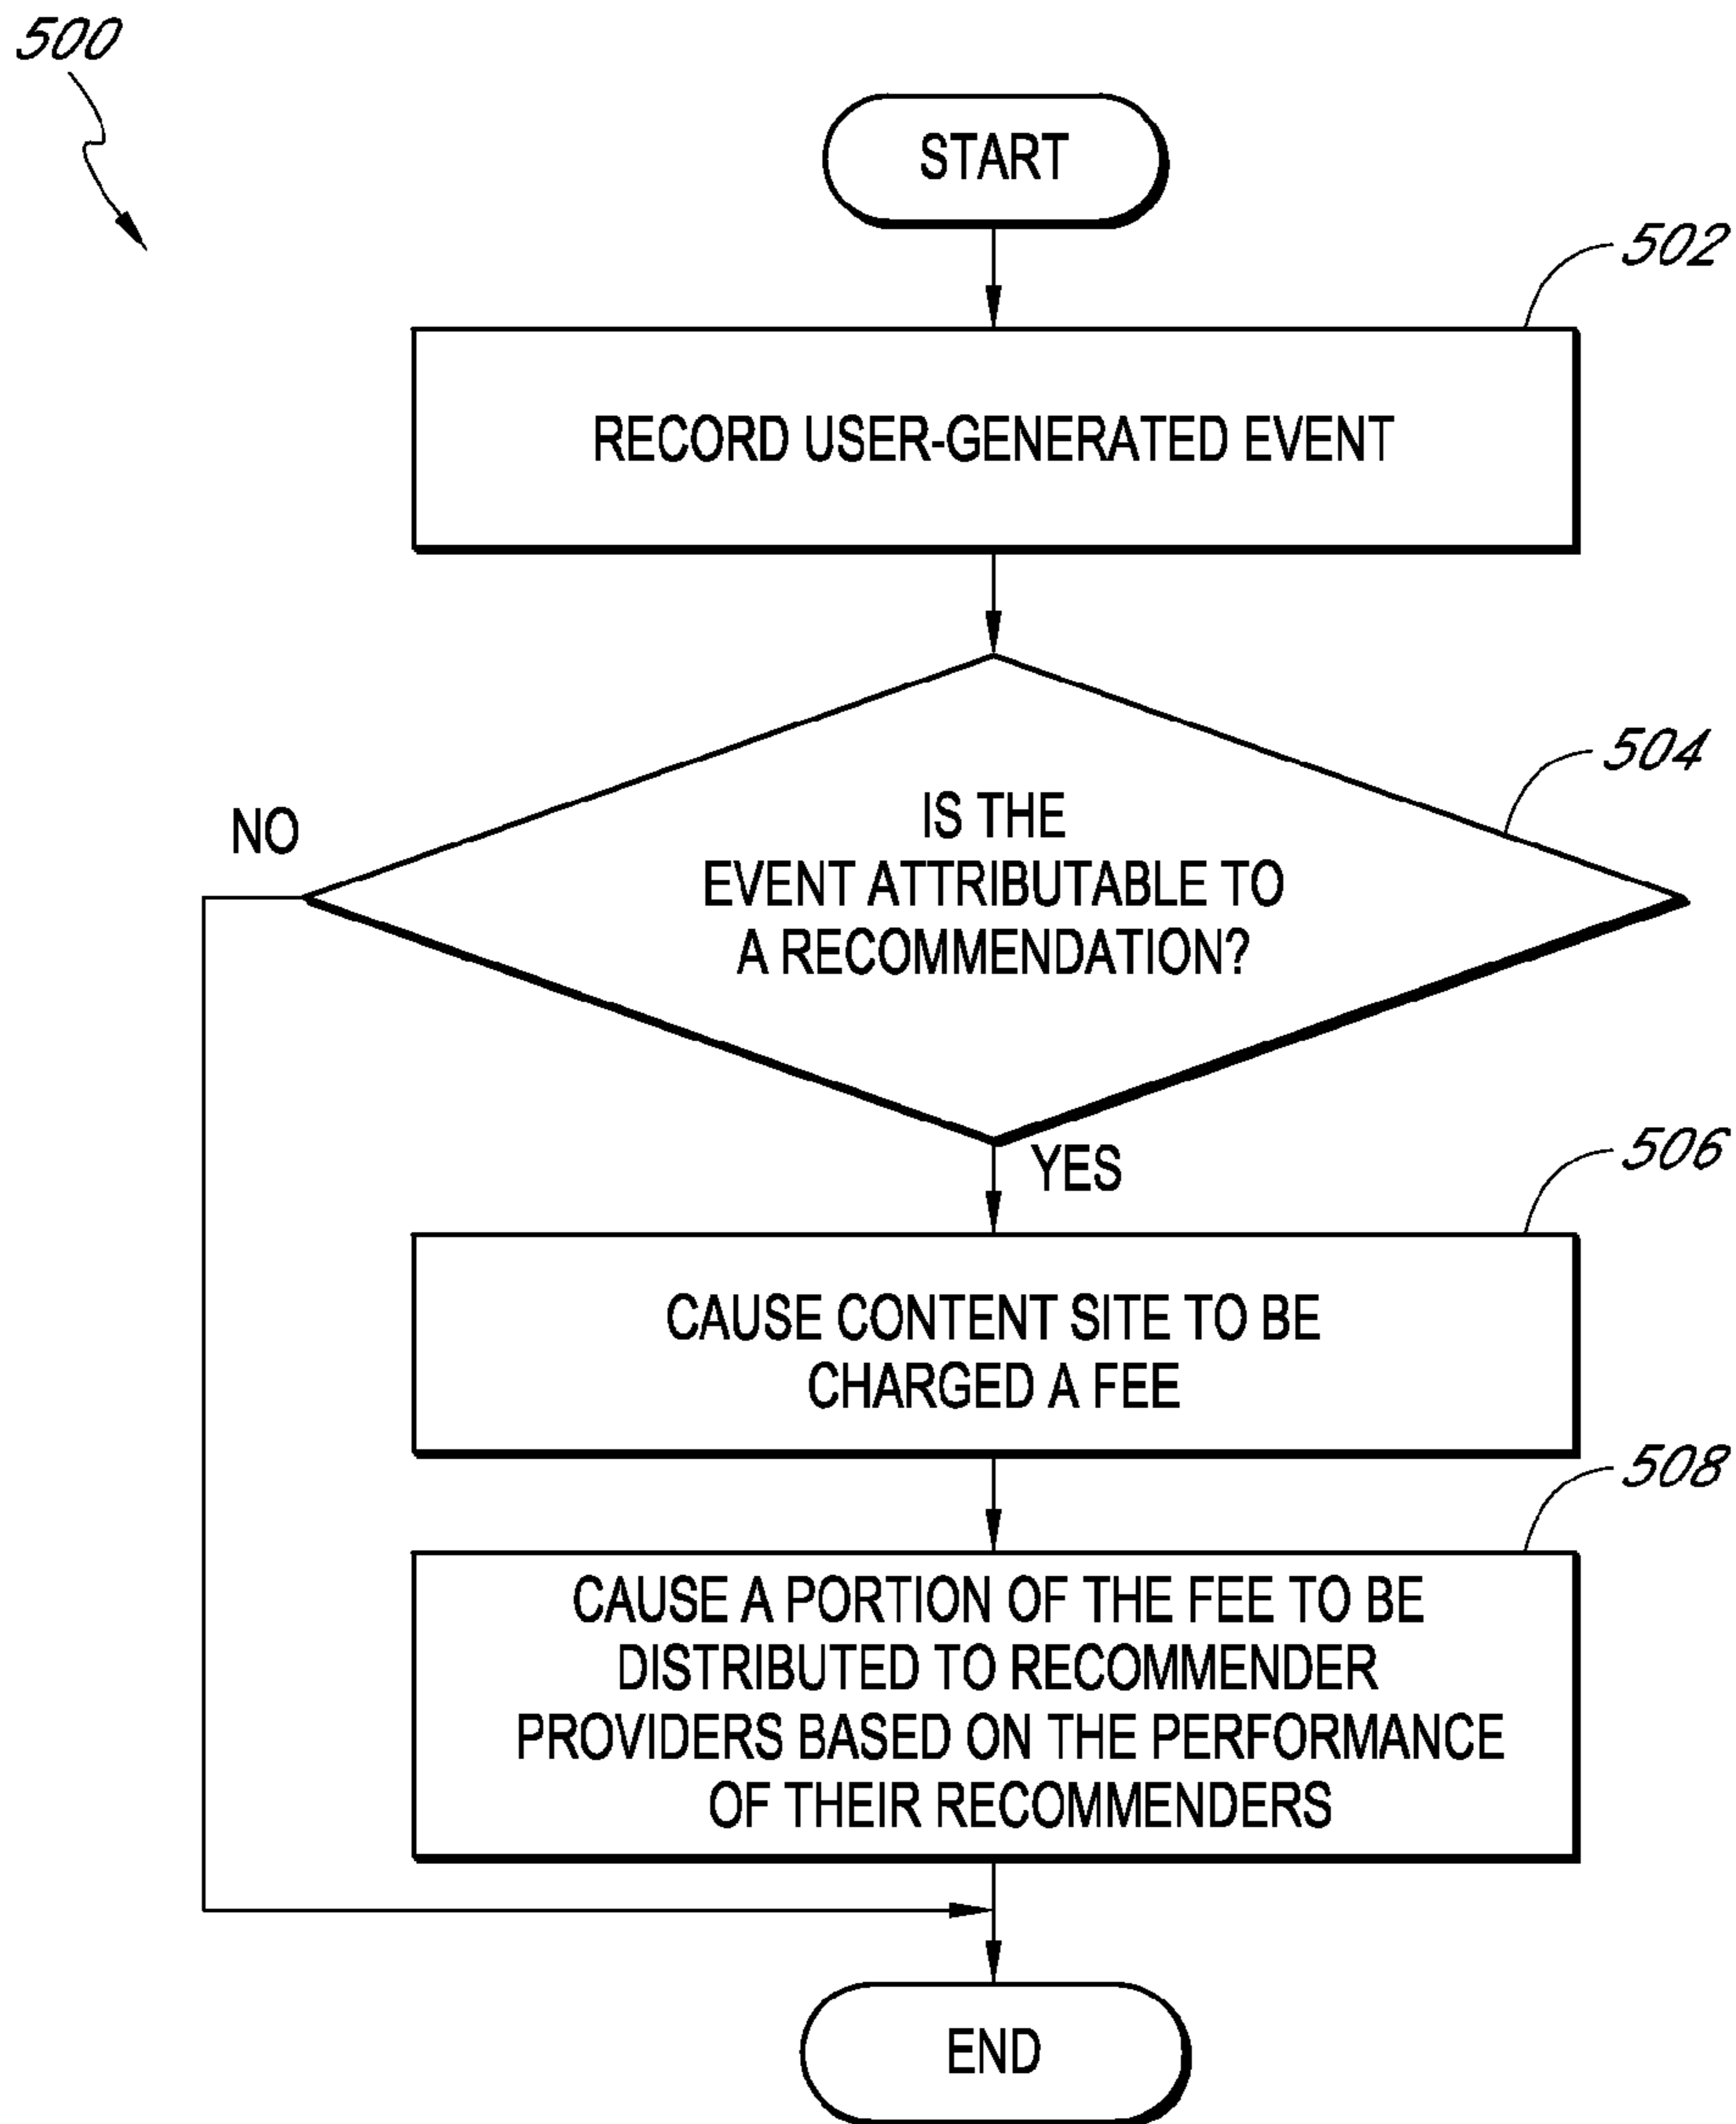 500
START
502
RECORD USER-GENERATED EVENT
504
IS THE
EVENT ATTRIBUTABLE TO
A RECOMMENDATION?
NO
YES
506
CAUSE CONTENT SITE TO BE
CHARGED A FEE
508
CAUSE A PORTION OF THE FEE TO BE
DISTRIBUTED TO RECOMMENDER
PROVIDERS BASED ON THE PERFORMANCE
OF THEIR RECOMMENDERS
END